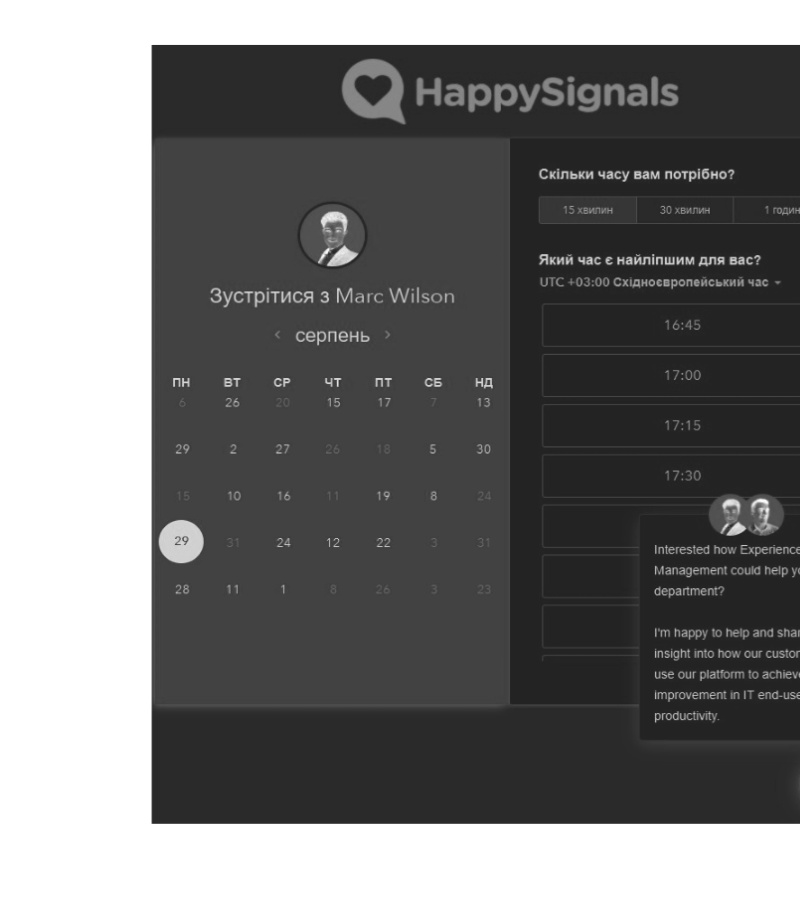 HappySignals
Зустрітися з Marc Wilson
‹ серпень ›
ПН ВТ СР ЧТ ПТ СБ НД
6 26 20 15 17 7 13
29 2 27 26 18 5 30
15 10 16 11 19 8 24
29 31 24 12 22 3 31
28 11 1 8 26 3 23
Скільки часу вам потрібно?
15 хвилин 30 хвилин 1 годин
Який час є найліпшим для вас?
UTC +03:00 Східноєвропейський час
16:45
17:00
17:15
17:30
Interested how Experience
Management could help yo
department?
I'm happy to help and shar
insight into how our custor
use our platform to achieve
improvement in IT end-use
productivity.